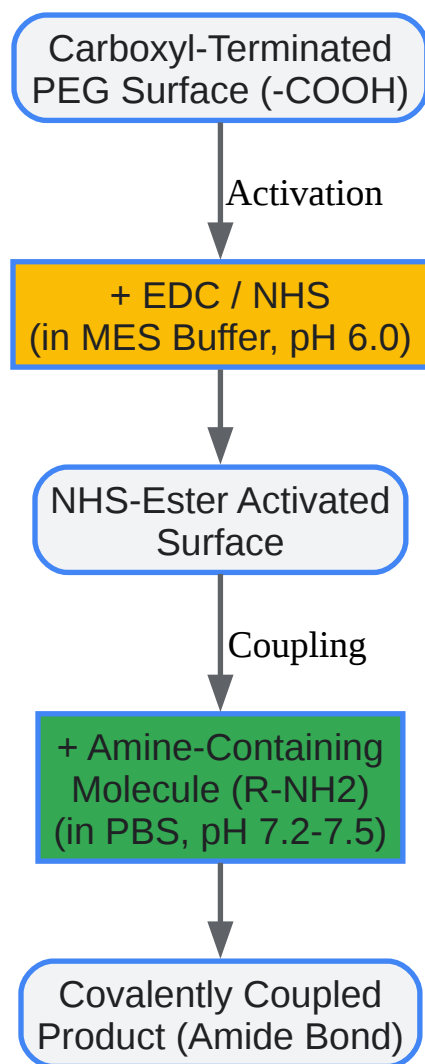 Carboxyl-Terminated
PEG Surface (-COOH)
Activation
+ EDC / NHS
(in MES Buffer, pH 6.0)
NHS-Ester Activated
Surface
Coupling
+ Amine-Containing
Molecule (R-NH2)
(in PBS, pH 7.2-7.5)
Covalently Coupled
Product (Amide Bond)